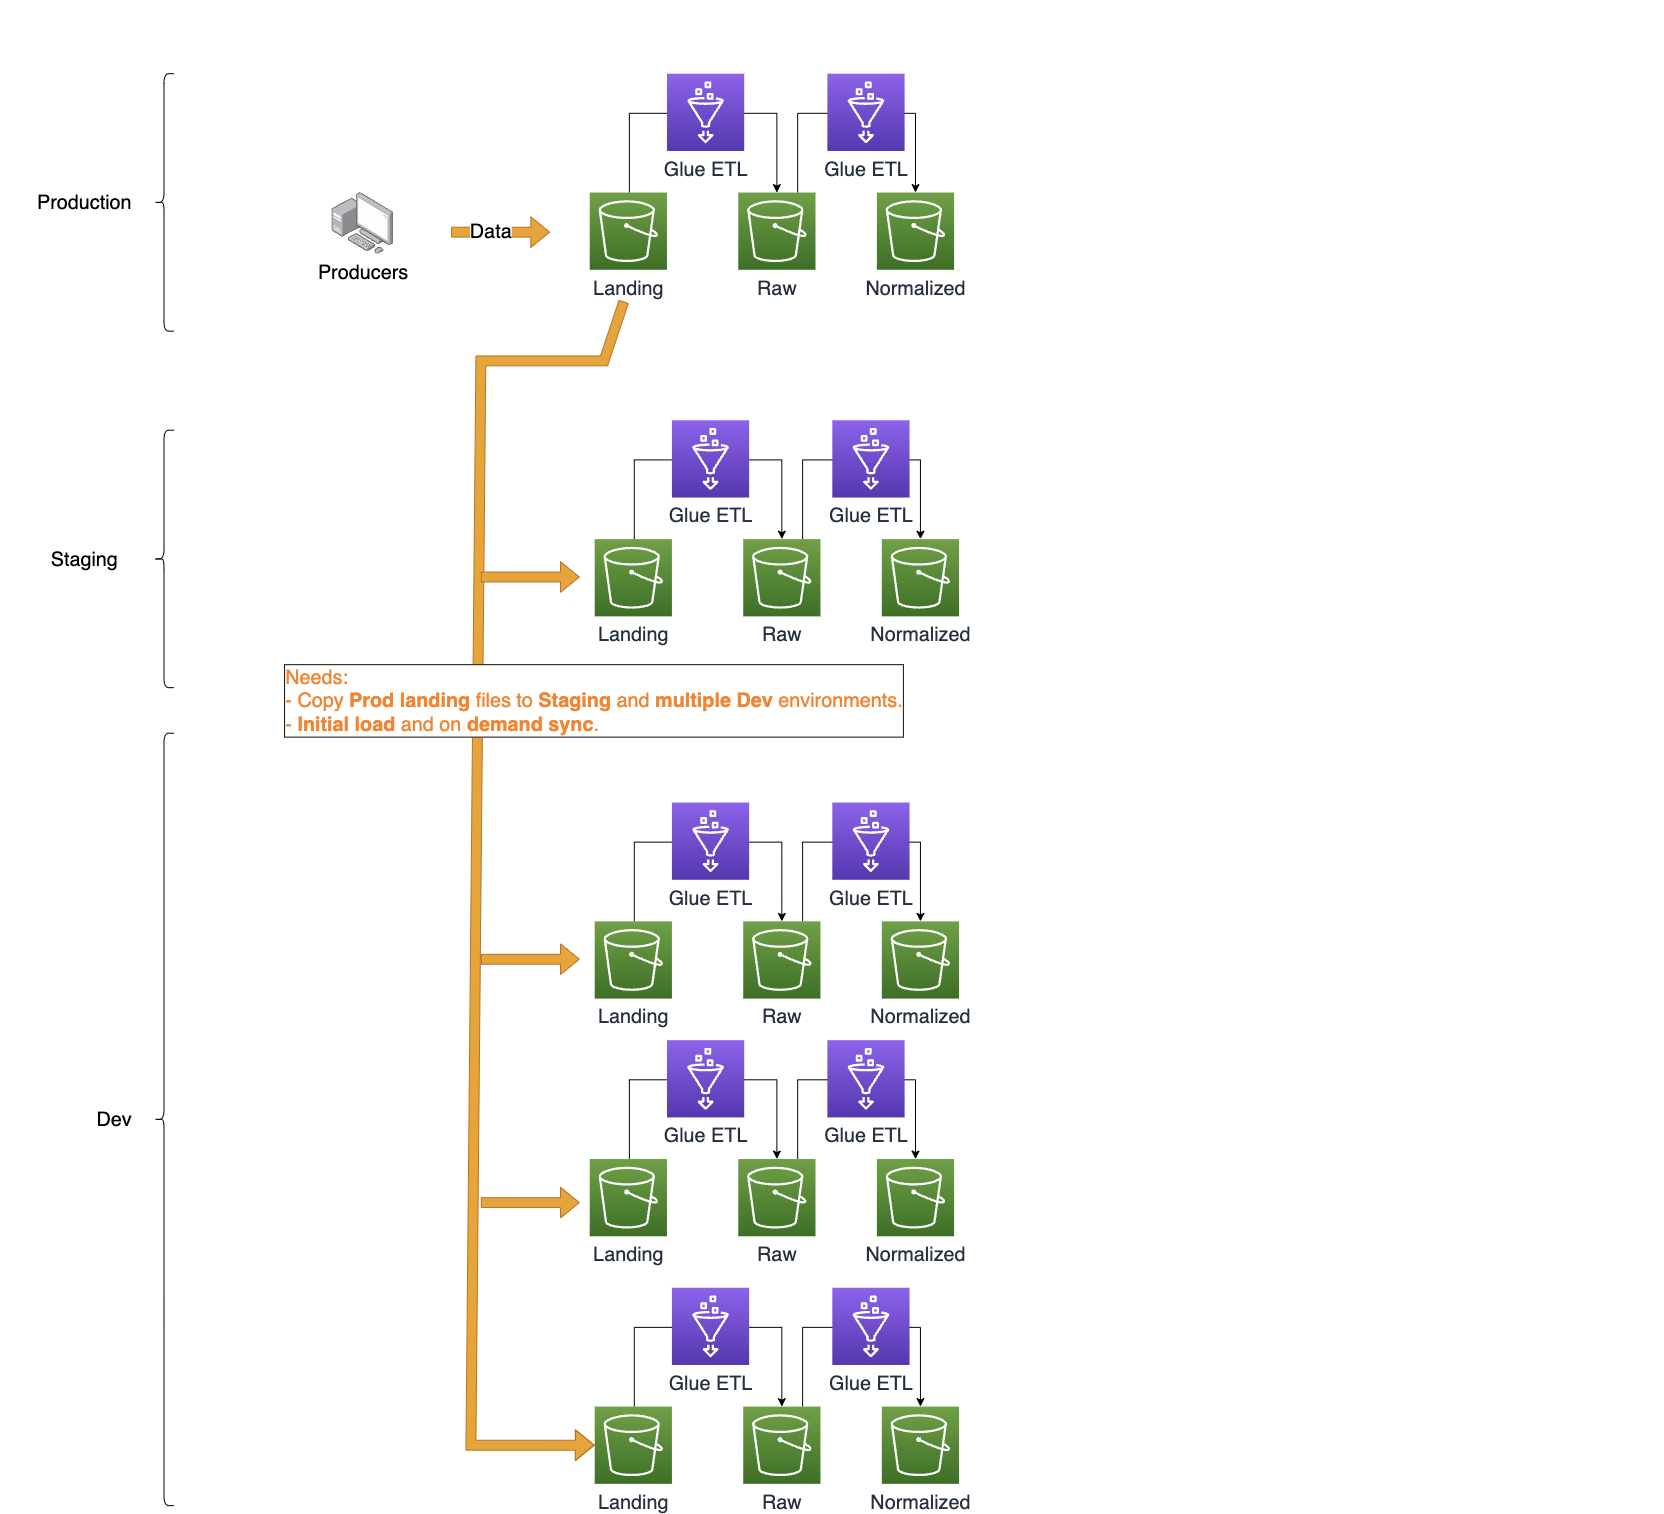 Glue ETL
Glue ETL
Production
Data
Producers
Landing
Raw
Normalized
Glue ETL
Glue ETL
Staging
Landing
Raw
Normalized
Needs:
- Copy Prod landing files to Staging and multiple Dev environments.
- Initial load and on demand sync.
Glue ETL
Glue ETL
Landing
Raw
Normalized
Dev
Glue ETL
Glue ETL
Landing
Raw
Normalized
Glue ETL
Glue ETL
Landing
Raw
Normalized